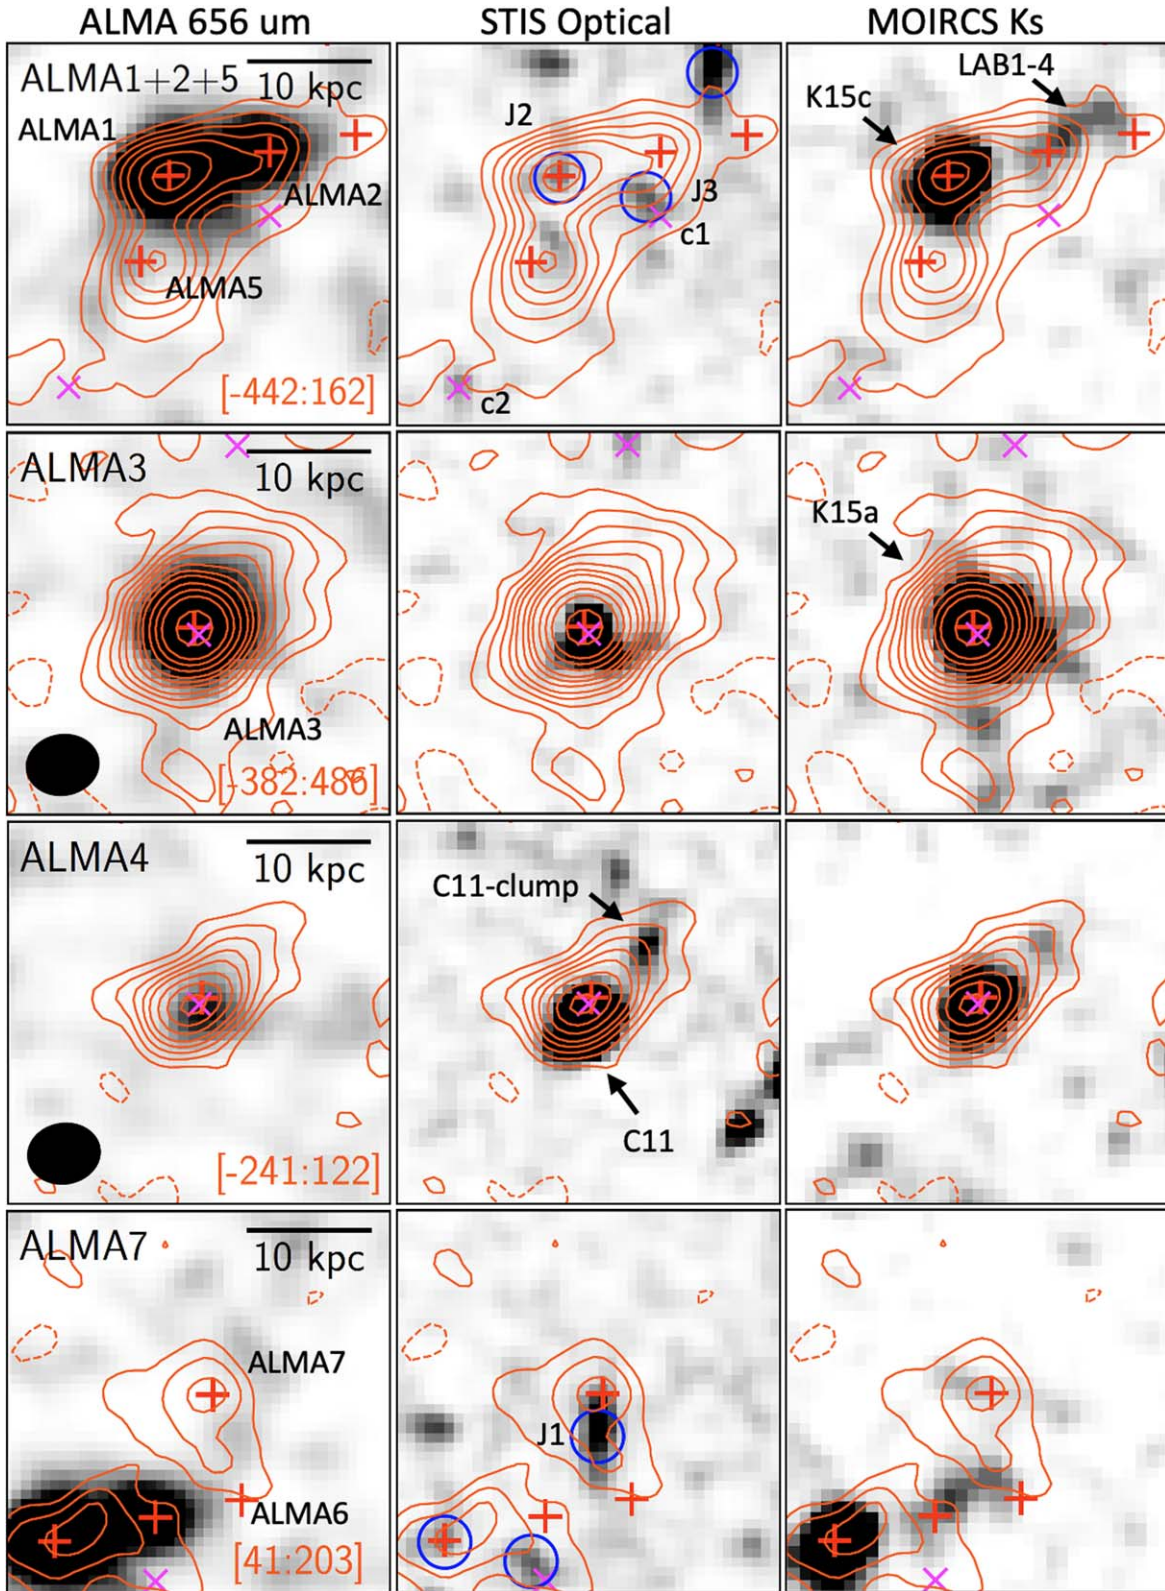 ALMA 656 um STIS Optical MOIRCS Ks
ALMA1+2+5
10 kpc
ALMA1
ALMA2
ALMA5
[-442:162]
J2
J3
c1
c2
LAB1-4
K15c
ALMA3
10 kpc
ALMA3
[-382:486]
K15a
ALMA4
10 kpc
[-241:122]
C11-clump
C11
ALMA7
10 kpc
ALMA7
ALMA6
[41:203]
J1